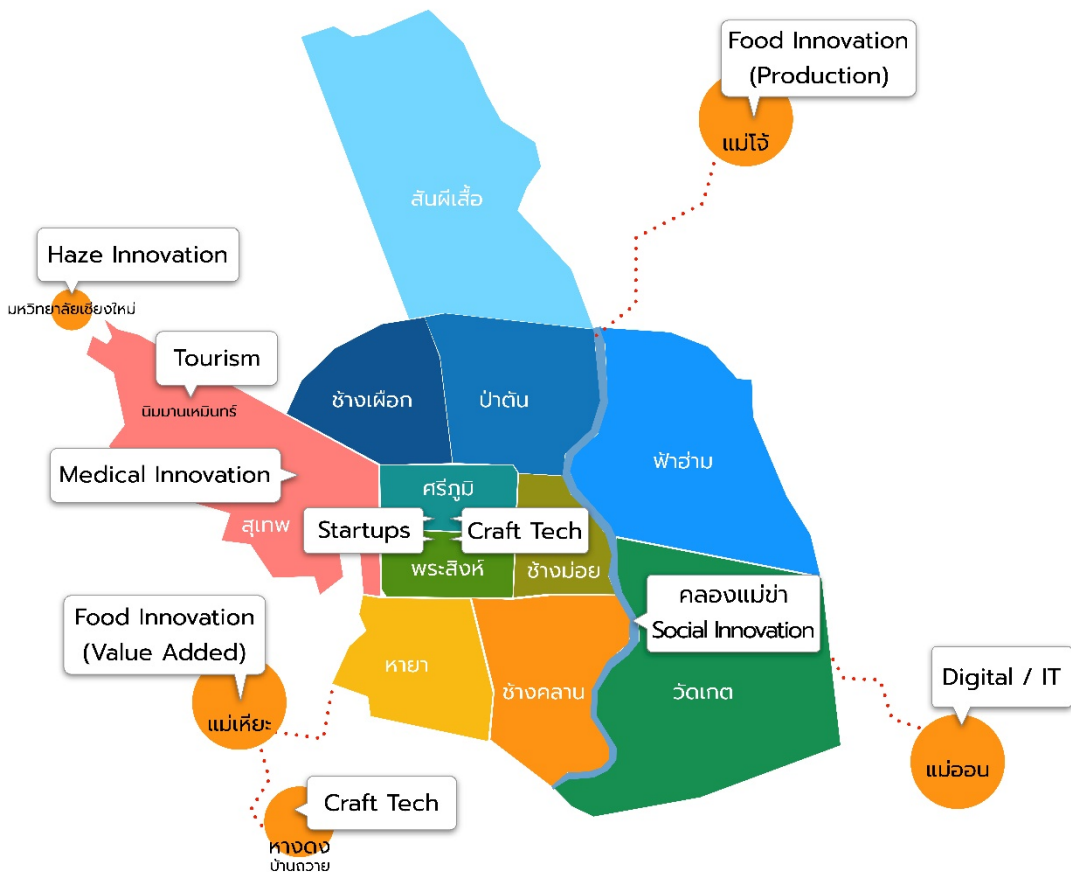 Food Innovation
(Production)
แม่โจ้
สันผีเสื้อ
Haze Innovation
มหวิทยาลัยเชียงใหม่
Tourism
นิมมานเหมินทร์
ช้างเผือก
ป่าตัน
ฟ้าฮ่าม
Medical Innovation
สุเทพ
ศรีภูมิ
Startups
Craft Tech
พระสิงห์
ช้างม่อย
คลองแม่ข่า
Social Innovation
Food Innovation
(Value Added)
แม่เหียะ
หายา
ช้างคลาน
วัดเกต
Digital / IT
แม่ออน
Craft Tech
หางดง
บ้านถวาย